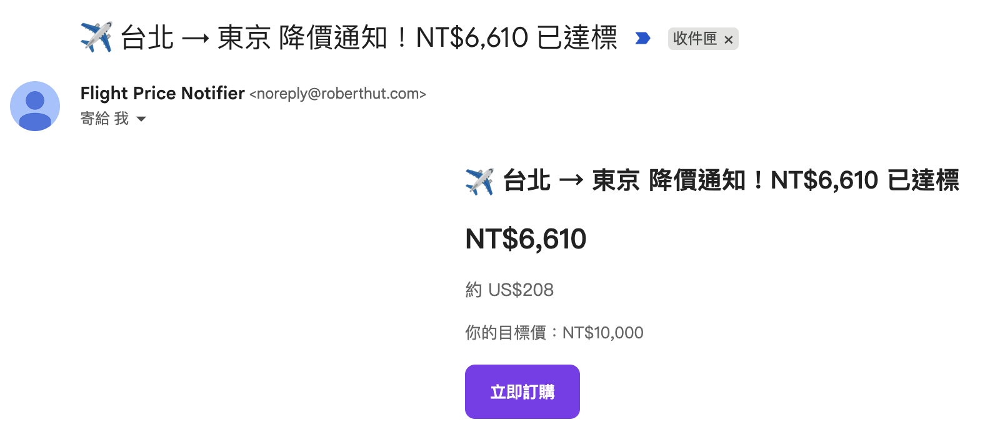 ✈️ 台北 → 東京 降價通知！NT$6,610 已達標 收件匣 ×
Flight Price Notifier <noreply@roberthut.com>
寄給 我
✈️ 台北 → 東京 降價通知！NT$6,610 已達標
NT$6,610
約 US$208
你的目標價：NT$10,000
立即訂購